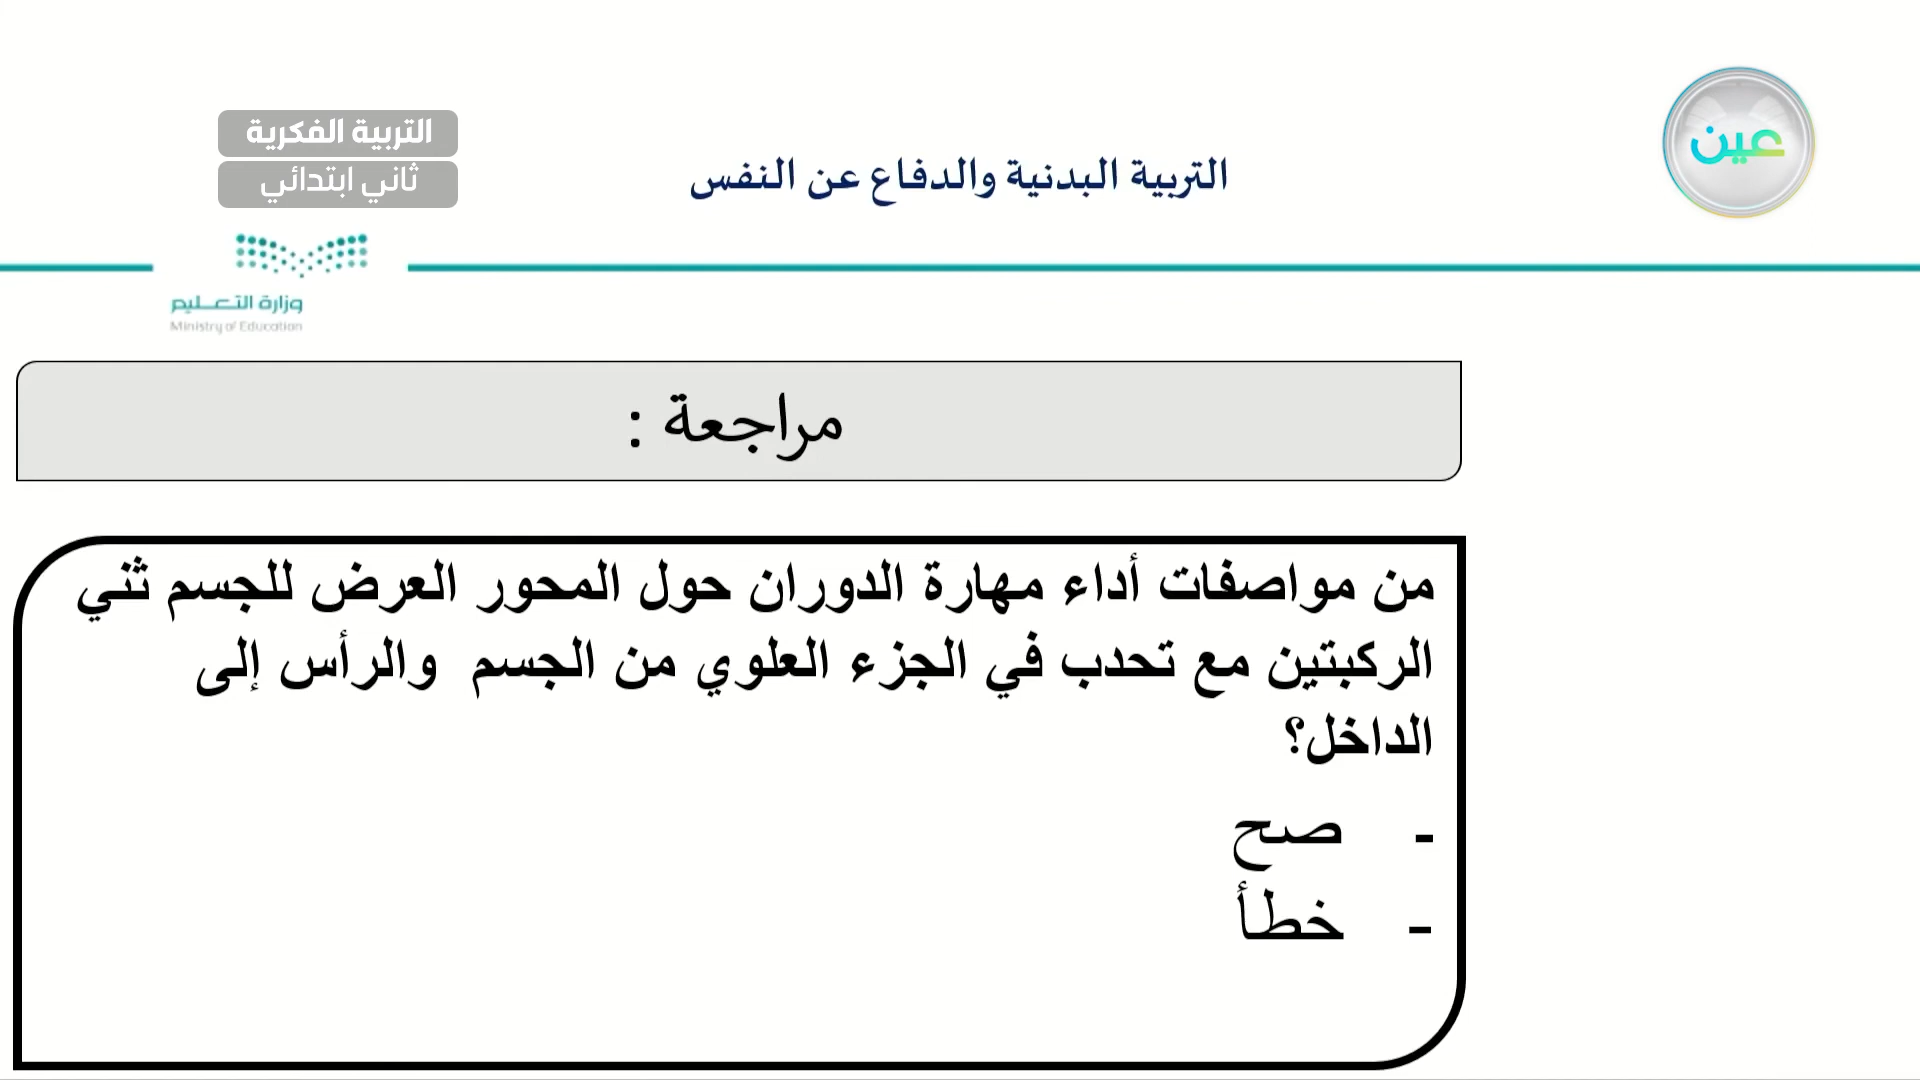 عين
التربية الفكرية
ثاني ابتدائي
التربية البدنية والدفاع عن النفس
وزارة التعليم
Ministry of Education
مراجعة :
من مواصفات أداء مهارة الدوران حول المحور العرض للجسم ثني
الركبتين مع تحدب في الجزء العلوي من الجسم والرأس إلى
الداخل؟
- صح
- خطأ